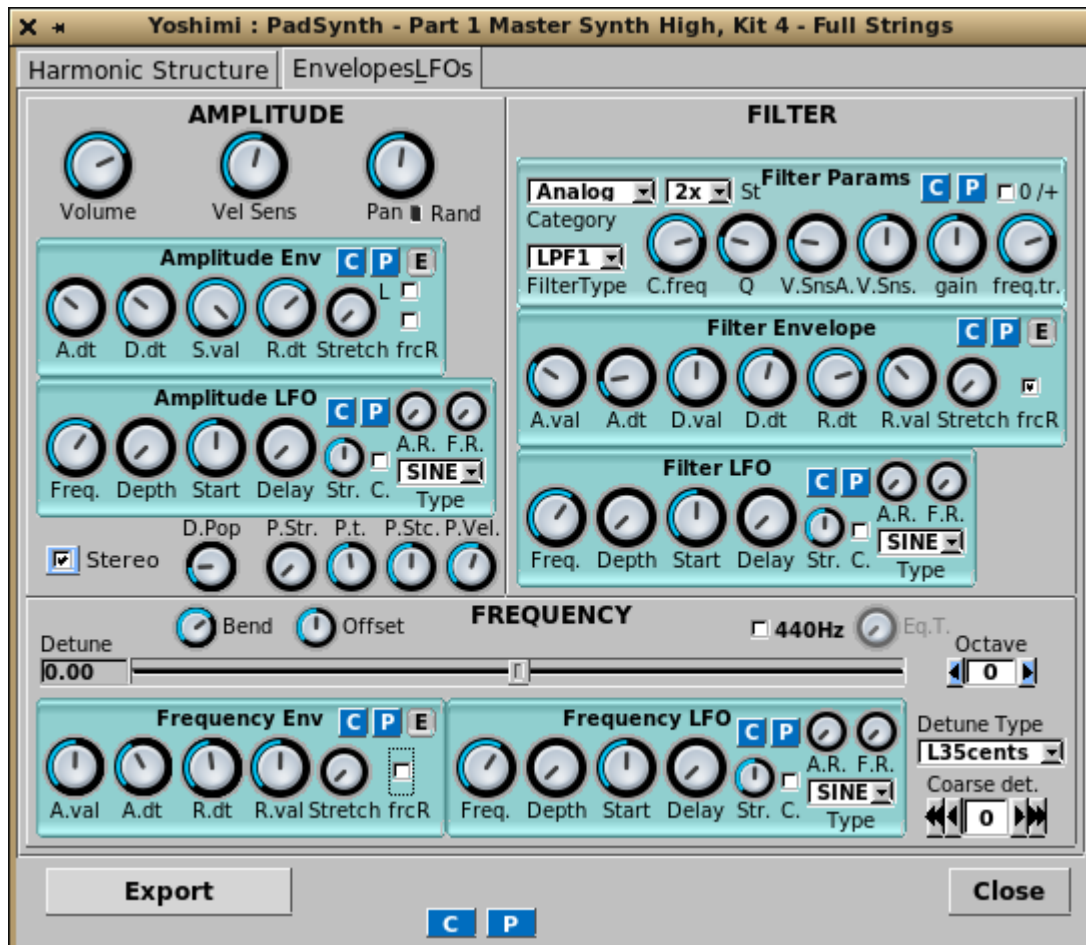 Yoshimi : PadSynth - Part 1 Master Synth High, Kit 4 - Full Strings
Harmonic Structure EnvelopesLFOs
AMPLITUDE
Volume Vel Sens Pan Rand
Amplitude Env C P E
L
A.dt D.dt S.val R.dt Stretch frcR
Amplitude LFO C P
A.R. F.R.
SINE
Freq. Depth Start Delay Str. C. Type
D.Pop P.Str. P.t. P.Stc. P.Vel.
Stereo
FILTER
Analog 2x St Filter Params C P 0 /+
Category
LPF1
FilterType C.freq Q V.SnsA. V.Sns. gain freq.tr.
Filter Envelope C P E
A.val A.dt D.val D.dt R.dt R.val Stretch frcR
Filter LFO
C P
A.R. F.R.
SINE
Freq. Depth Start Delay Str. C. Type
Bend Offset FREQUENCY 440Hz Eq.T.
Detune Octave
0.00 0
Frequency Env C P E
A.val A.dt R.dt R.val Stretch frcR
Frequency LFO C P
A.R. F.R.
SINE
Freq. Depth Start Delay Str. C. Type
Detune Type
L35cents
Coarse det.
0
Export Close
C P